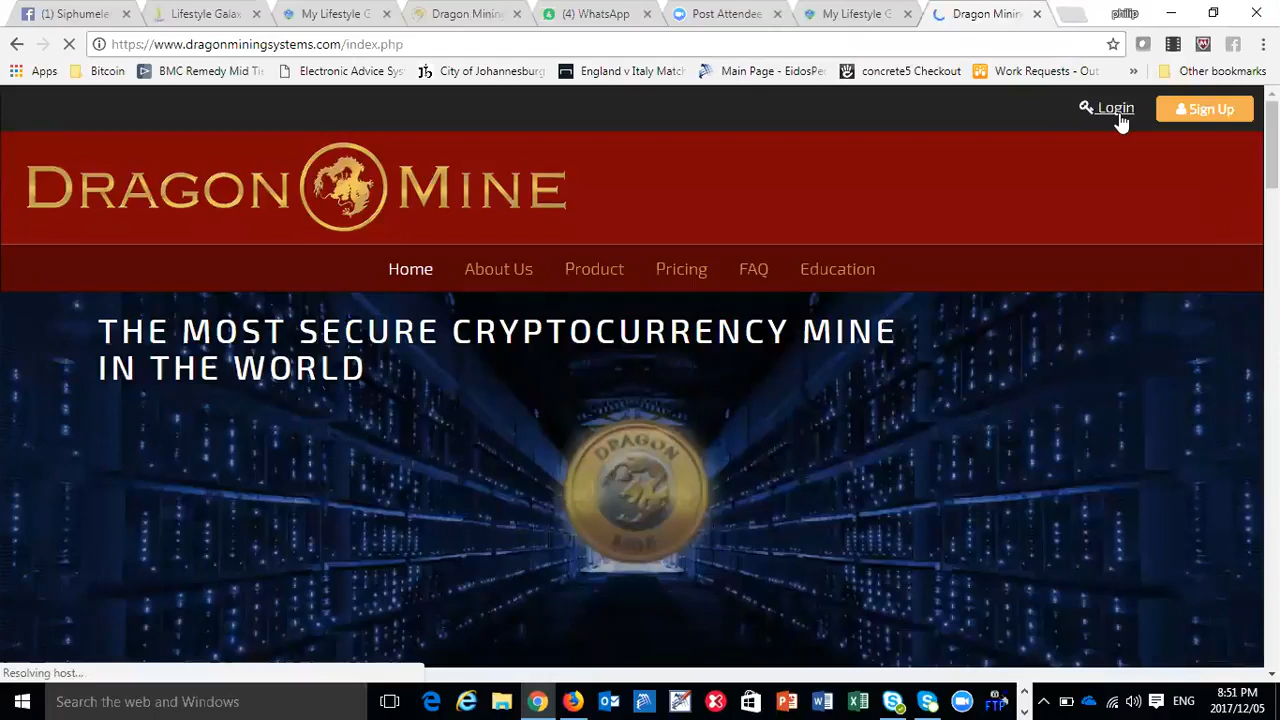 (1) Siphumele
Lifestyle Gala
My Lifestyle G
Dragon Minin
(4) WhatsApp
Post Attendee
My Lifestyle G
Dragon Minin
philip
https://www.dragonminingsystems.com/index.php
Apps
Bitcoin
BMC Remedy Mid Ti
Electronic Advice Sys
City of Johannesburg
England v Italy Match
Main Page - EidosPe
concrete5 Checkout
Work Requests - Out
»
Other bookmarks
Login
Sign Up
DRAGON MINE
Home
About Us
Product
Pricing
FAQ
Education
THE MOST SECURE CRYPTOCURRENCY MINE
IN THE WORLD
DRAGON
MINE
Resolving host...
Search the web and Windows
FTP
ENG
8:51 PM
2017/12/05